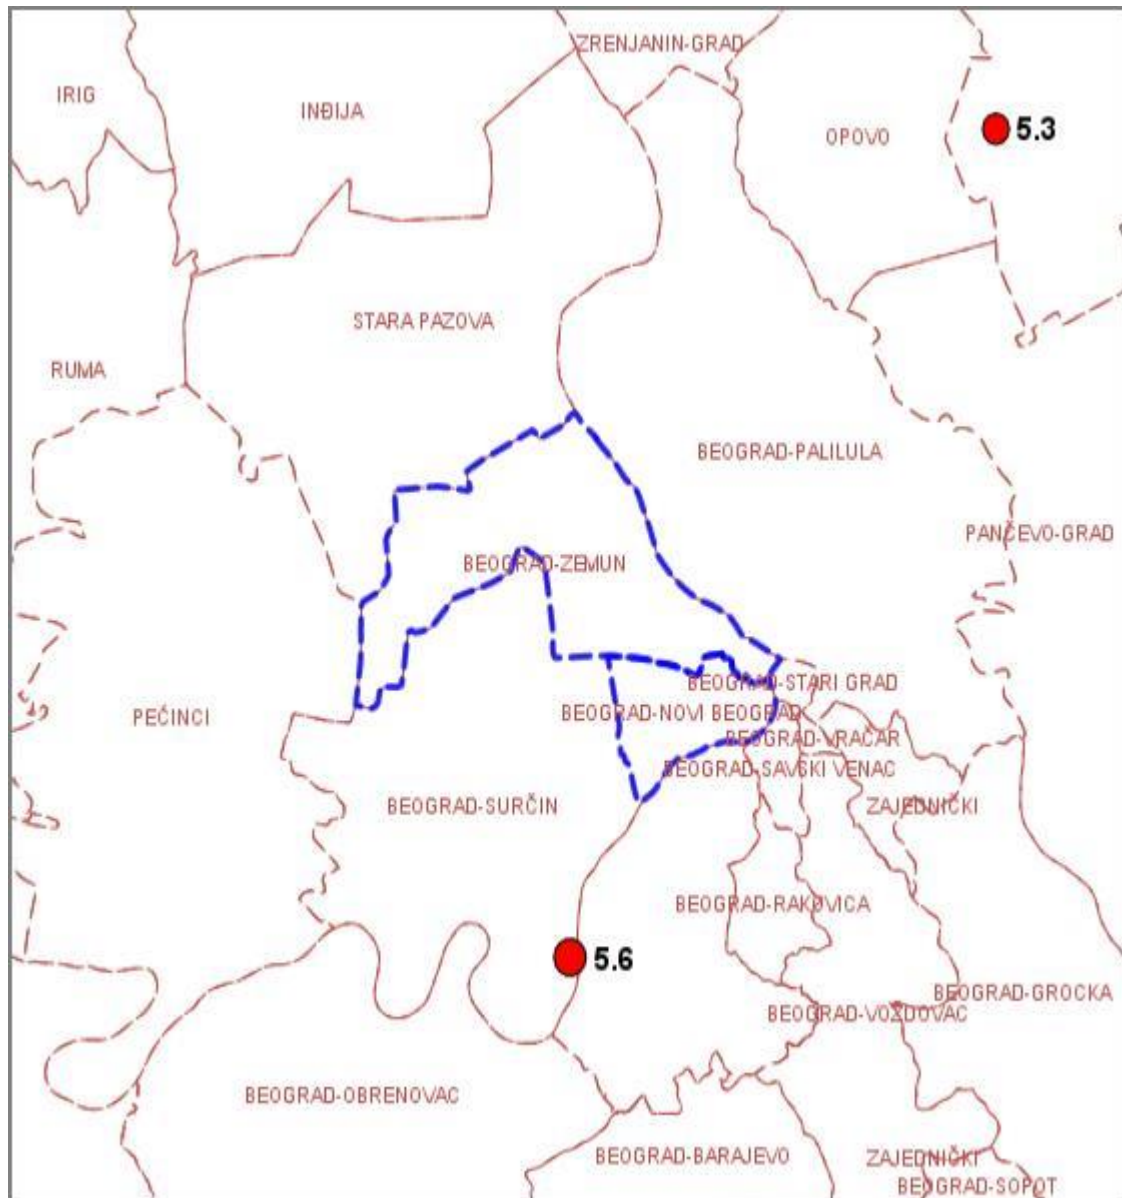 ZRENJANIN-GRAD
IRIG
INĐIJA
OPOVO
5.3
STARA PAZOVA
RUMA
BEOGRAD-PALILULA
PANČEVO-GRAD
BEOGRAD-ZEMUN
BEOGRAD-STARI GRAD
PEĆINCI
BEOGRAD-NOVI BEOGRAD
BEOGRAD-VRAČAR
BEOGRAD-SAVSKI VENAC
BEOGRAD-SURČIN
ZAJEDNIČKI
BEOGRAD-RAKOVICA
5.6
BEOGRAD-GROCKA
BEOGRAD-VOZDOVAC
BEOGRAD-OBRENOVAC
BEOGRAD-BARAJEVO
ZAJEDNIČKI
BEOGRAD-SOPOT